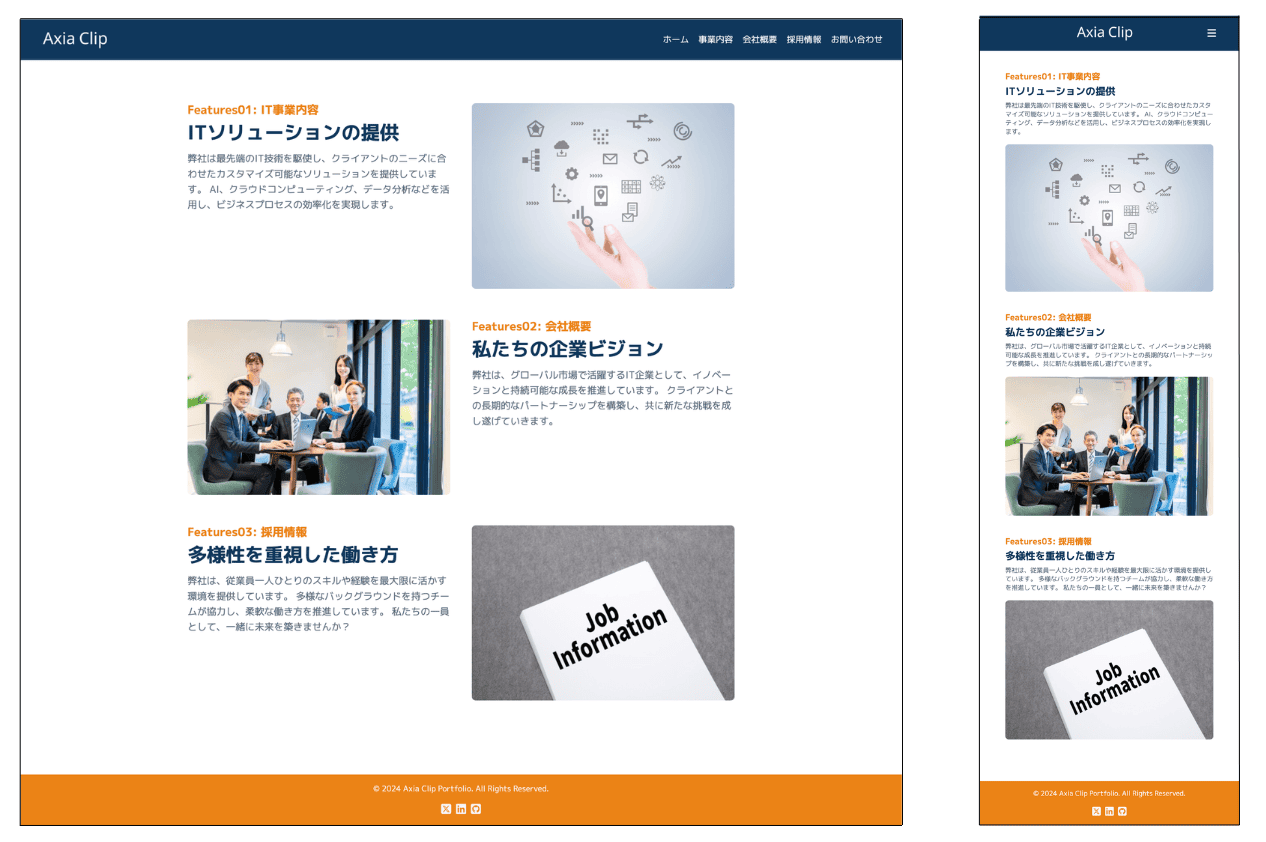 Axia Clip
ホーム 事業内容 会社概要 採用情報 お問い合わせ
Features01: IT事業内容
ITソリューションの提供
弊社は最先端のIT技術を駆使し、クライアントのニーズに合
わせたカスタマイズ可能なソリューションを提供していま
す。 AI、クラウドコンピューティング、データ分析などを活
用し、ビジネスプロセスの効率化を実現します。
Features02: 会社概要
私たちの企業ビジョン
弊社は、グローバル市場で活躍するIT企業として、イノベー
ションと持続可能な成長を推進しています。 クライアントと
の長期的なパートナーシップを構築し、共に新たな挑戦を成
し遂げていきます。
Features03: 採用情報
多様性を重視した働き方
弊社は、従業員一人ひとりのスキルや経験を最大限に活かす
環境を提供しています。 多様なバックグラウンドを持つチー
ムが協力し、柔軟な働き方を推進しています。 私たちの一員
として、一緒に未来を築きませんか？
Job
Information
© 2024 Axia Clip Portfolio. All Rights Reserved.
Axia Clip
Features01: IT事業内容
ITソリューションの提供
弊社は最先端のIT技術を駆使し、クライアントのニーズに合わせたカスタ
マイズ可能なソリューションを提供しています。 AI、クラウドコンピュー
ティング、データ分析などを活用し、ビジネスプロセスの効率化を実現し
ます。
Features02: 会社概要
私たちの企業ビジョン
弊社は、グローバル市場で活躍するIT企業として、イノベーションと持続
可能な成長を推進しています。 クライアントとの長期的なパートナーシッ
プを構築し、共に新たな挑戦を成し遂げていきます。
Features03: 採用情報
多様性を重視した働き方
弊社は、従業員一人ひとりのスキルや経験を最大限に活かす環境を提供し
ています。 多様なバックグラウンドを持つチームが協力し、柔軟な働き方
を推進しています。 私たちの一員として、一緒に未来を築きませんか？
Job
Information
© 2024 Axia Clip Portfolio. All Rights Reserved.